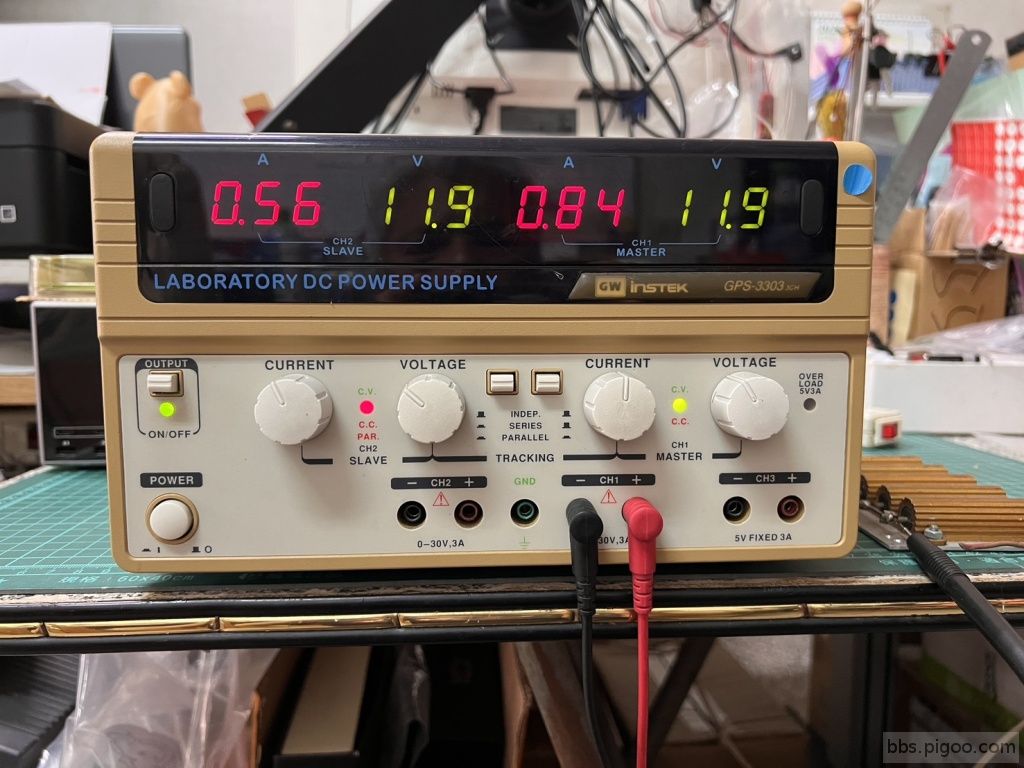 A V A V
0.56 11.9 0.84 11.9
CH2
SLAVE
CH1
MASTER
LABORATORY DC POWER SUPPLY
GW INSTEK GPS-3303
OUTPUT
ON/OFF
POWER
CURRENT
C.V.
C.C.
PAR.
CH2
SLAVE
VOLTAGE
INDEP.
SERIES
PARALLEL
TRACKING
CURRENT
C.V.
C.C.
CH1
MASTER
VOLTAGE
OVER
LOAD
5V3A
− CH2 +
0–30V,3A
GND
− CH1 +
30V,3A
− CH3 +
5V FIXED 3A
bbs.pigoo.com